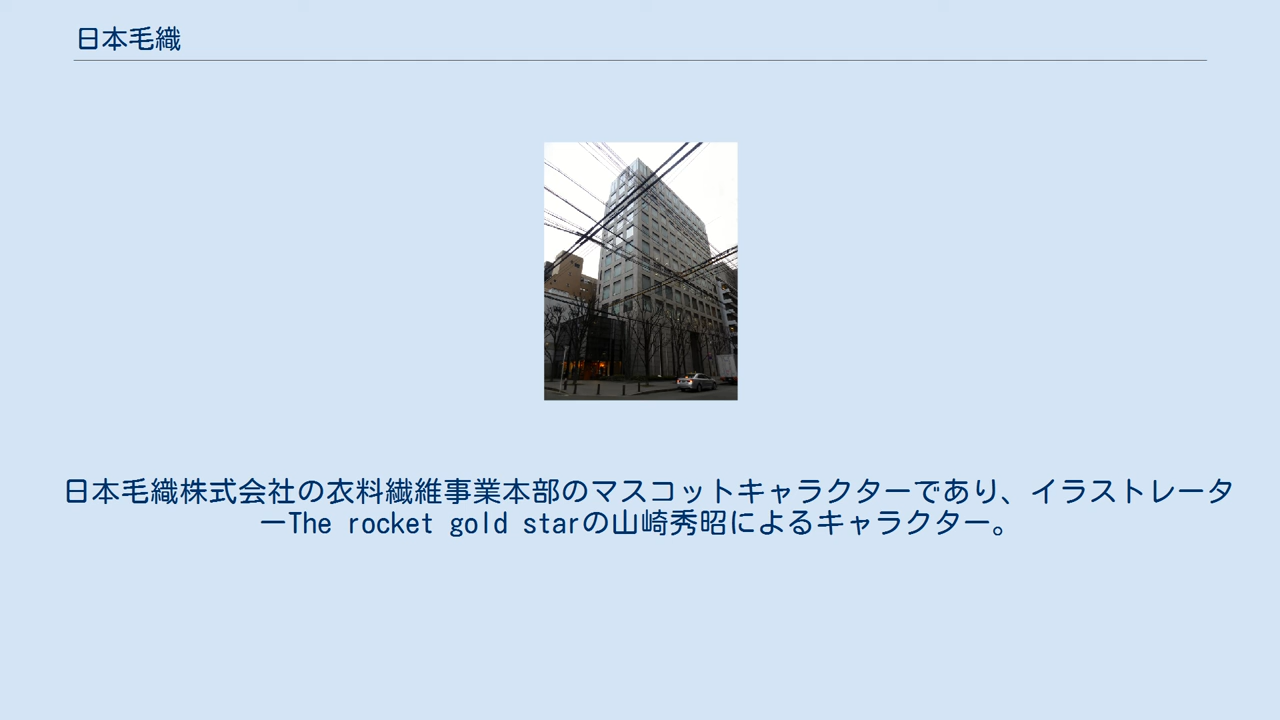 日本毛織
日本毛織株式会社の衣料繊維事業本部のマスコットキャラクターであり、イラストレータ
ーThe rocket gold starの山崎秀昭によるキャラクター。